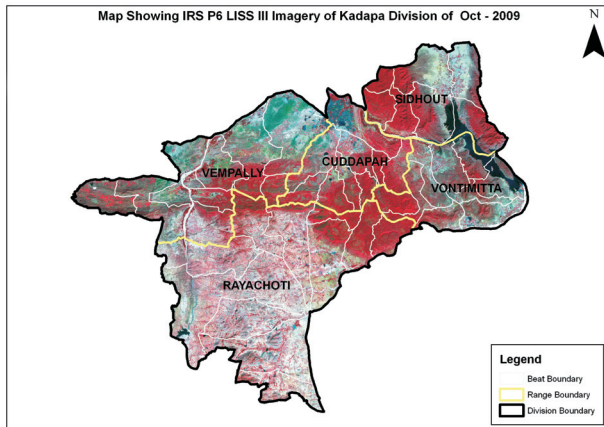 Map Showing IRS P6 LISS III Imagery of Kadapa Division of Oct - 2009
N
SIDHOUT
CUDDAPAH
VEMPALLY
VONTIMITTA
RAYACHOTI
Legend
Beat Boundary
Range Boundary
Division Boundary